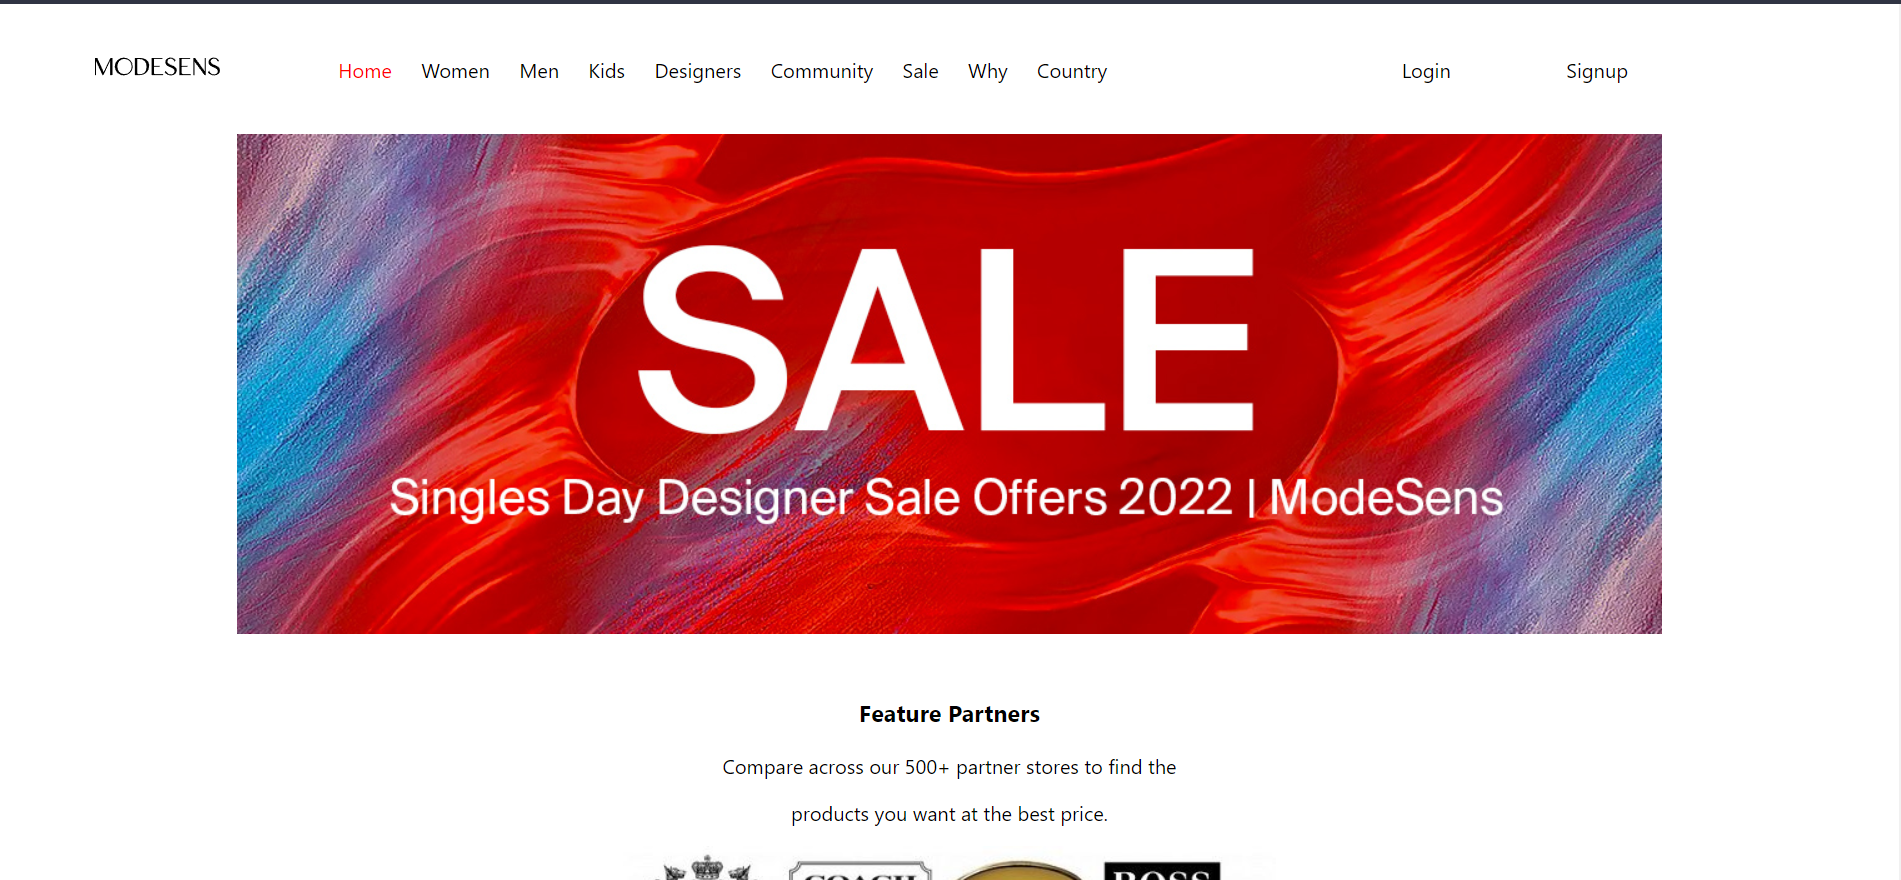 MODESENS
Home Women Men Kids Designers Community Sale Why Country Login Signup
SALE
Singles Day Designer Sale Offers 2022 | ModeSens
Feature Partners
Compare across our 500+ partner stores to find the
products you want at the best price.
COACH
BOSS